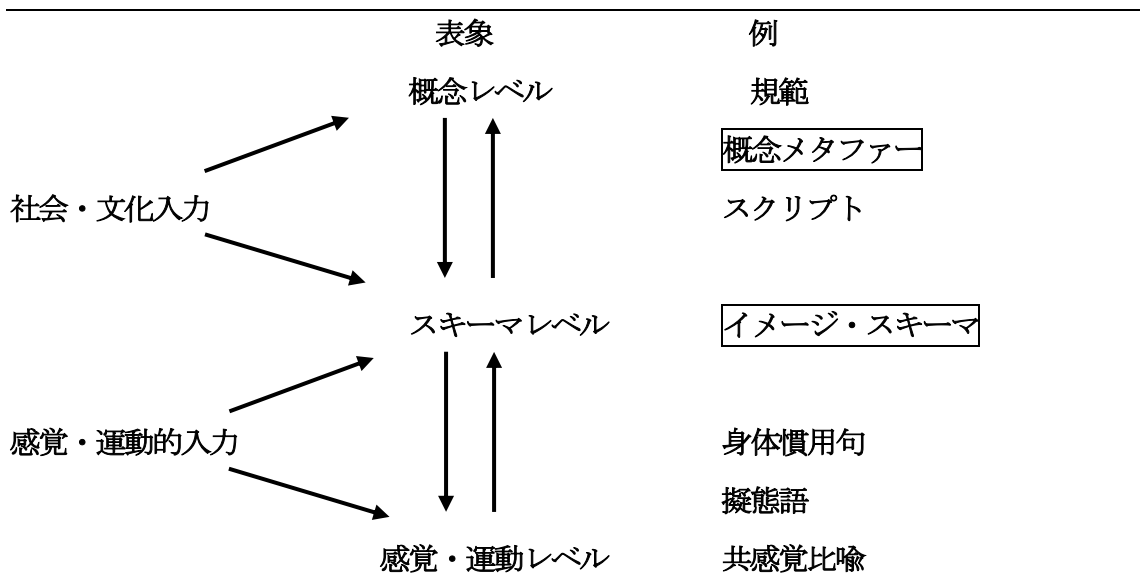 表象 例
概念レベル 規範
概念メタファー
社会・文化入力 スクリプト
スキーマレベル イメージ・スキーマ
感覚・運動的入力 身体慣用句
擬態語
感覚・運動レベル 共感覚比喩